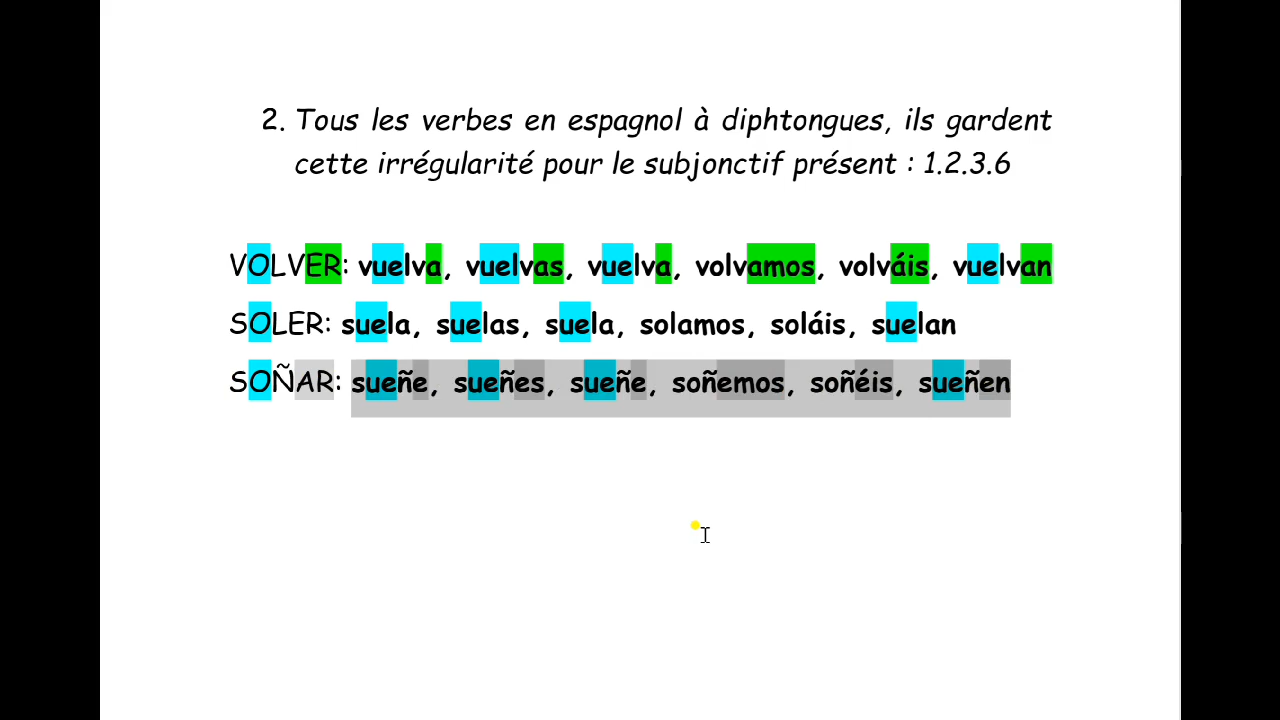 2. Tous les verbes en espagnol à diphtongues, ils gardent
cette irrégularité pour le subjonctif présent : 1.2.3.6
VOLVER: vuelva, vuelvas, vuelva, volvamos, volváis, vuelvan
SOLER: suela, suelas, suela, solamos, soláis, suelan
SOÑAR: sueñe, sueñes, sueñe, soñemos, soñéis, sueñen